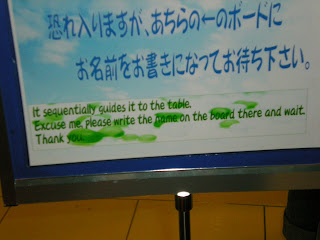 恐れ入りますが、あちらの←のボードに
お名前をお書きになってお待ち下さい。
It sequentially guides it to the table.
Excuse me, please write the name on the board there and wait.
Thank you.